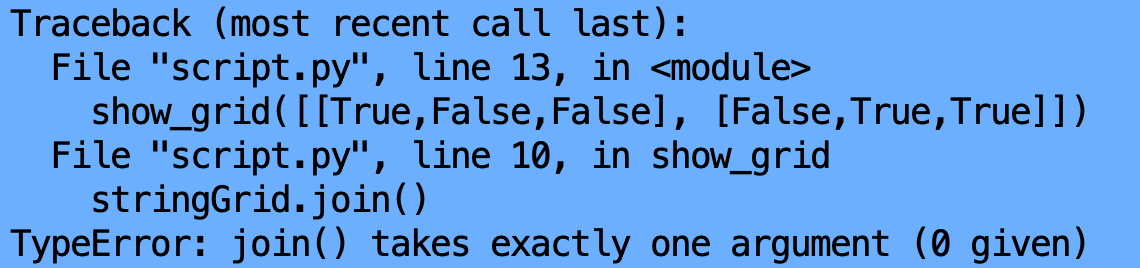 Traceback (most recent call last):
  File "script.py", line 13, in <module>
    show_grid([[True,False,False], [False,True,True]])
  File "script.py", line 10, in show_grid
    stringGrid.join()
TypeError: join() takes exactly one argument (0 given)